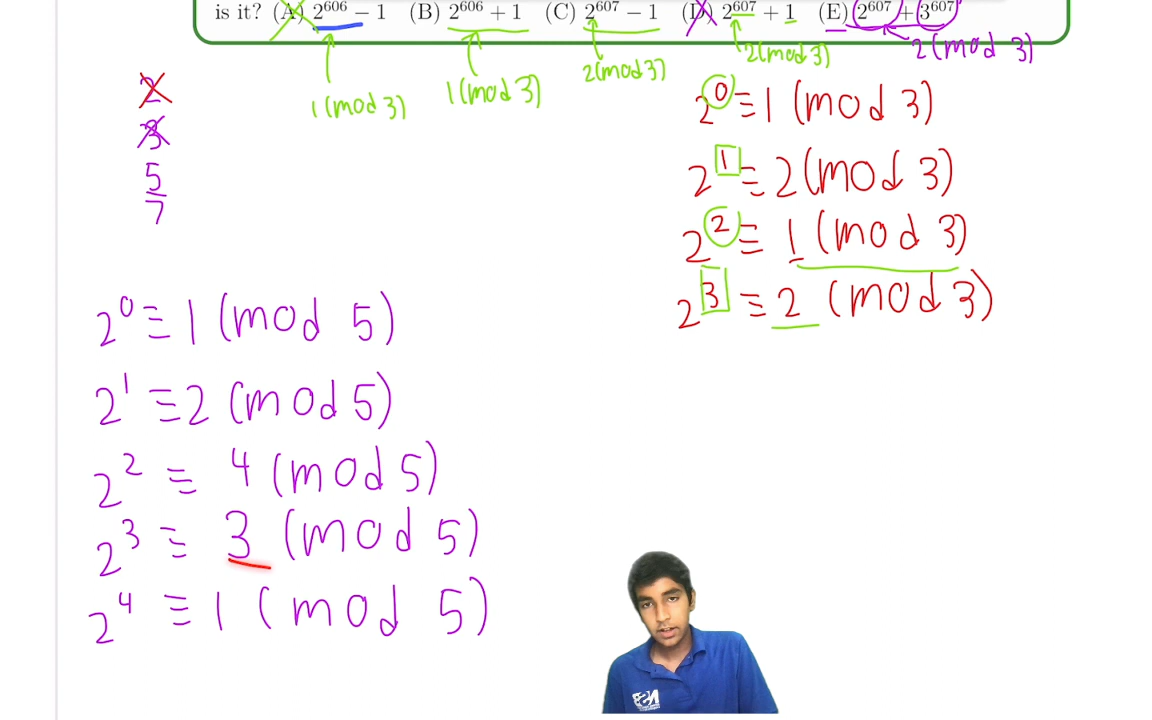 is it? (A) 2^606 − 1 (B) 2^606 + 1 (C) 2^607 − 1 (D) 2^607 + 1 (E) 2^607 + 3^607
1 (mod 3) 1 (mod 3) 2 (mod 3) 2 (mod 3) 2 (mod 3)
2
3
5
7
2^0 ≡ 1 (mod 3)
2^1 ≡ 2 (mod 3)
2^2 ≡ 1 (mod 3)
2^3 ≡ 2 (mod 3)
2^0 ≡ 1 (mod 5)
2^1 ≡ 2 (mod 5)
2^2 ≡ 4 (mod 5)
2^3 ≡ 3 (mod 5)
2^4 ≡ 1 (mod 5)